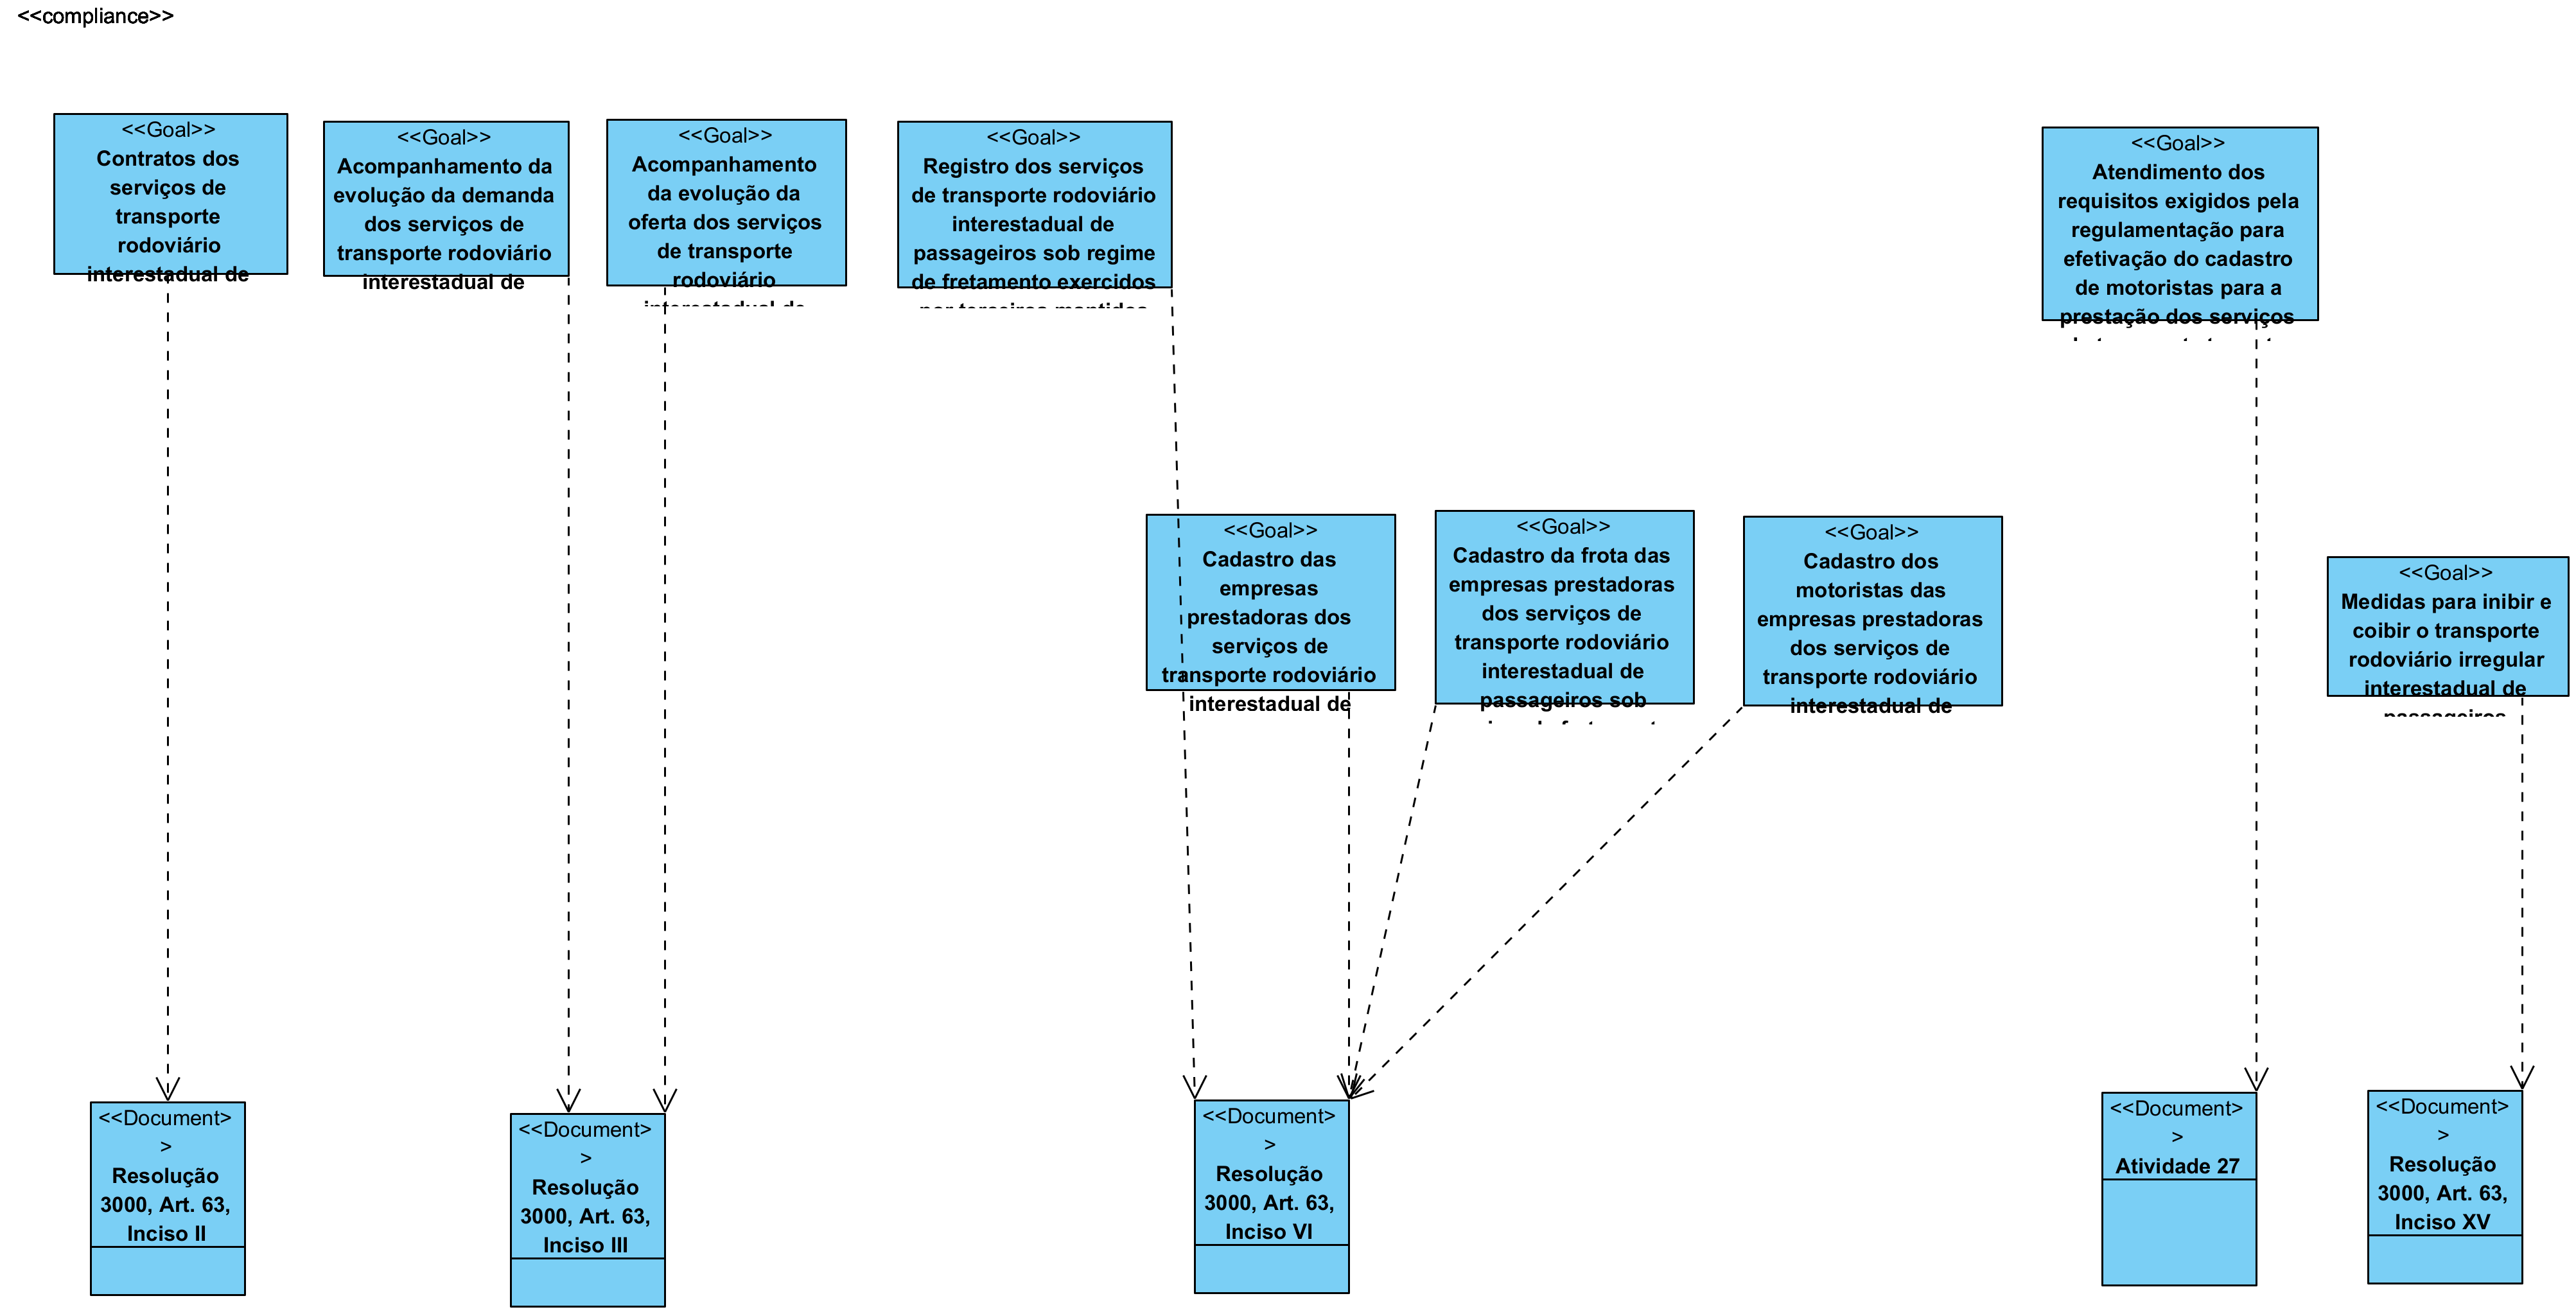 <<compliance>>
<<Goal>>
Contratos dos
serviços de
transporte
rodoviário
interestadual de
<<Goal>>
Acompanhamento da
evolução da demanda
dos serviços de
transporte rodoviário
interestadual de
<<Goal>>
Acompanhamento
da evolução da
oferta dos serviços
de transporte
rodoviário
interestadual de
<<Goal>>
Registro dos serviços
de transporte rodoviário
interestadual de
passageiros sob regime
de fretamento exercidos
por terceiros mantidos
<<Goal>>
Atendimento dos
requisitos exigidos pela
regulamentação para
efetivação do cadastro
de motoristas para a
prestação dos serviços
<<Goal>>
Cadastro das
empresas
prestadoras dos
serviços de
transporte rodoviário
interestadual de
<<Goal>>
Cadastro da frota das
empresas prestadoras
dos serviços de
transporte rodoviário
interestadual de
passageiros sob
<<Goal>>
Cadastro dos
motoristas das
empresas prestadoras
dos serviços de
transporte rodoviário
interestadual de
<<Goal>>
Medidas para inibir e
coibir o transporte
rodoviário irregular
interestadual de
passageiros
<<Document>
>
Resolução
3000, Art. 63,
Inciso II
<<Document>
>
Resolução
3000, Art. 63,
Inciso III
<<Document>
>
Resolução
3000, Art. 63,
Inciso VI
<<Document>
>
Atividade 27
<<Document>
>
Resolução
3000, Art. 63,
Inciso XV